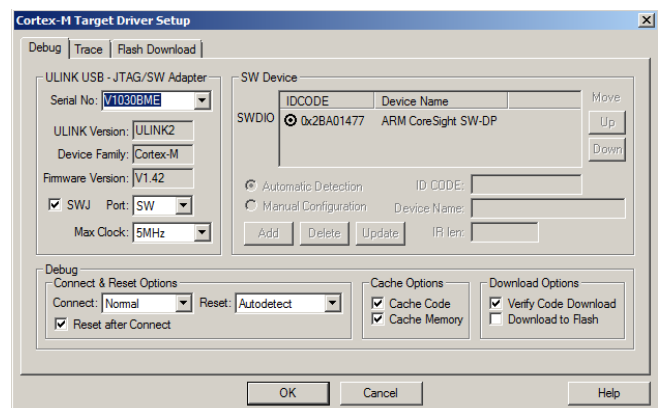 Cortex-M Target Driver Setup
Debug Trace Flash Download
ULINK USB - JTAG/SW Adapter
Serial No: V1030BME
ULINK Version: ULINK2
Device Family: Cortex-M
Firmware Version: V1.42
SWJ Port: SW
Max Clock: 5MHz
SW Device
IDCODE Device Name
SWDIO 0x2BA01477 ARM CoreSight SW-DP
Move
Up
Down
Automatic Detection ID CODE:
Manual Configuration Device Name:
Add Delete Update IR len:
Debug
Connect & Reset Options
Connect: Normal Reset: Autodetect
Reset after Connect
Cache Options
Cache Code
Cache Memory
Download Options
Verify Code Download
Download to Flash
OK Cancel Help